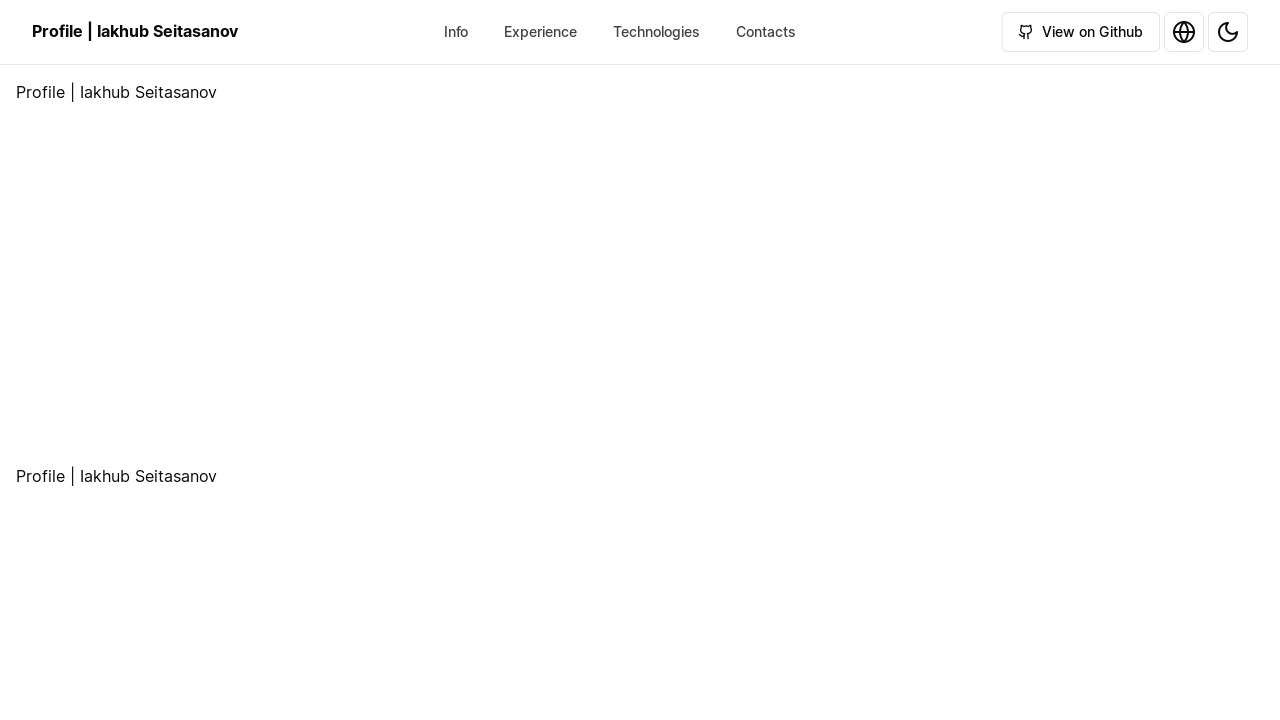 Profile | Iakhub Seitasanov
Info
Experience
Technologies
Contacts
View on Github
Profile | Iakhub Seitasanov
Profile | Iakhub Seitasanov